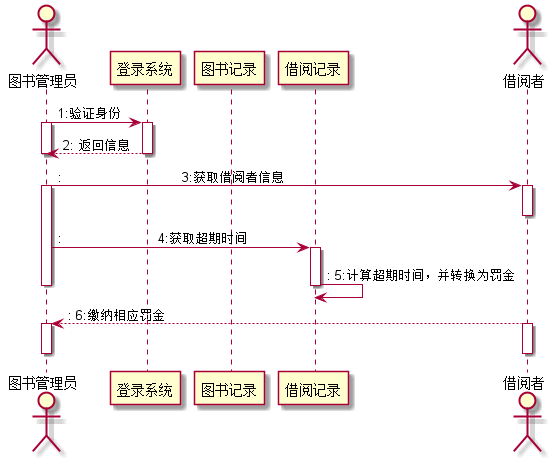 图书管理员
登录系统
图书记录
借阅记录
借阅者
1:验证身份
2: 返回信息
: 3:获取借阅者信息
: 4:获取超期时间
: 5:计算超期时间，并转换为罚金
: 6:缴纳相应罚金
图书管理员
登录系统
图书记录
借阅记录
借阅者